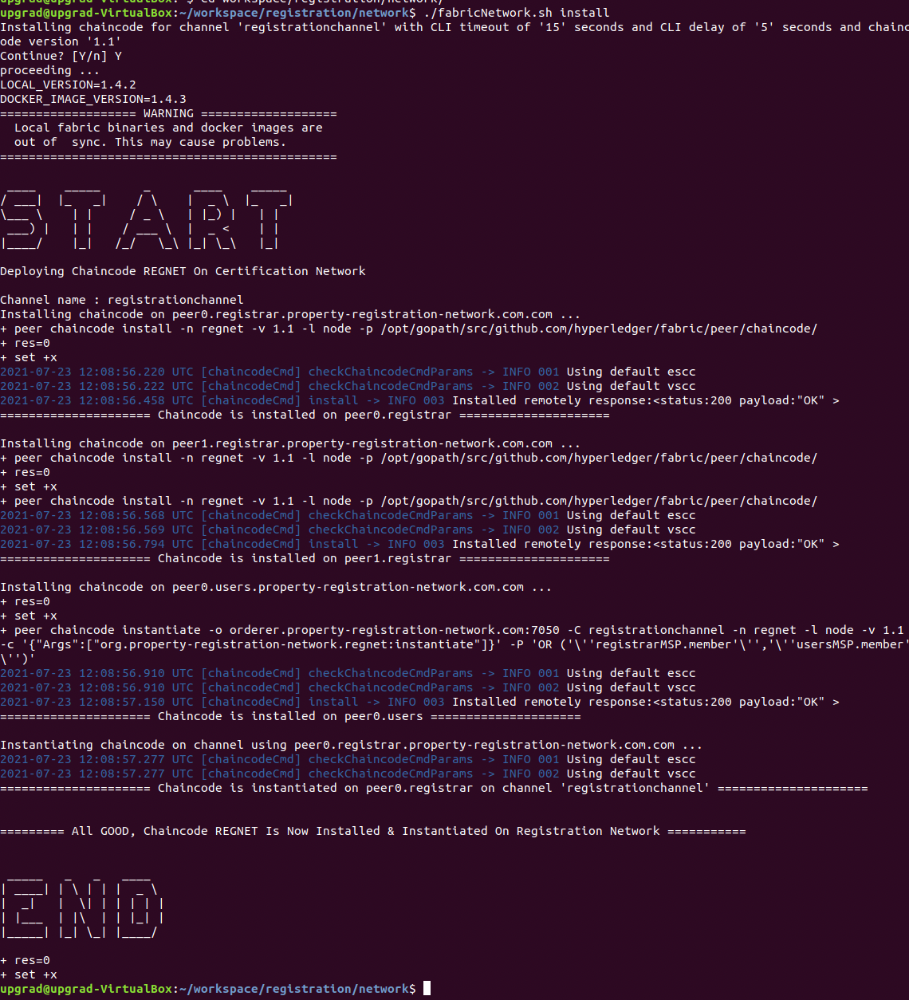 upgrad@upgrad-VirtualBox:~$ cd workspace/registration/network/
upgrad@upgrad-VirtualBox:~/workspace/registration/network$ ./fabricNetwork.sh install
Installing chaincode for channel 'registrationchannel' with CLI timeout of '15' seconds and CLI delay of '5' seconds and chainc
ode version '1.1'
Continue? [Y/n] Y
proceeding ...
LOCAL_VERSION=1.4.2
DOCKER_IMAGE_VERSION=1.4.3
=================== WARNING ===================
  Local fabric binaries and docker images are
  out of  sync. This may cause problems.
===============================================
START
Deploying Chaincode REGNET On Certification Network
Channel name : registrationchannel
Installing chaincode on peer0.registrar.property-registration-network.com.com ...
+ peer chaincode install -n regnet -v 1.1 -l node -p /opt/gopath/src/github.com/hyperledger/fabric/peer/chaincode/
+ res=0
+ set +x
2021-07-23 12:08:56.220 UTC [chaincodeCmd] checkChaincodeCmdParams -> INFO 001 Using default escc
2021-07-23 12:08:56.222 UTC [chaincodeCmd] checkChaincodeCmdParams -> INFO 002 Using default vscc
2021-07-23 12:08:56.458 UTC [chaincodeCmd] install -> INFO 003 Installed remotely response:<status:200 payload:"OK" >
===================== Chaincode is installed on peer0.registrar =====================
Installing chaincode on peer1.registrar.property-registration-network.com.com ...
+ peer chaincode install -n regnet -v 1.1 -l node -p /opt/gopath/src/github.com/hyperledger/fabric/peer/chaincode/
+ res=0
+ set +x
+ peer chaincode install -n regnet -v 1.1 -l node -p /opt/gopath/src/github.com/hyperledger/fabric/peer/chaincode/
2021-07-23 12:08:56.568 UTC [chaincodeCmd] checkChaincodeCmdParams -> INFO 001 Using default escc
2021-07-23 12:08:56.569 UTC [chaincodeCmd] checkChaincodeCmdParams -> INFO 002 Using default vscc
2021-07-23 12:08:56.794 UTC [chaincodeCmd] install -> INFO 003 Installed remotely response:<status:200 payload:"OK" >
===================== Chaincode is installed on peer1.registrar =====================
Installing chaincode on peer0.users.property-registration-network.com.com ...
+ res=0
+ set +x
+ peer chaincode instantiate -o orderer.property-registration-network.com:7050 -C registrationchannel -n regnet -l node -v 1.1
-c '{"Args":["org.property-registration-network.regnet:instantiate"]}' -P 'OR ('\''registrarMSP.member'\'','\''usersMSP.member'
\'')'
2021-07-23 12:08:56.910 UTC [chaincodeCmd] checkChaincodeCmdParams -> INFO 001 Using default escc
2021-07-23 12:08:56.910 UTC [chaincodeCmd] checkChaincodeCmdParams -> INFO 002 Using default vscc
2021-07-23 12:08:57.150 UTC [chaincodeCmd] install -> INFO 003 Installed remotely response:<status:200 payload:"OK" >
===================== Chaincode is installed on peer0.users =====================
Instantiating chaincode on channel using peer0.registrar.property-registration-network.com.com ...
2021-07-23 12:08:57.277 UTC [chaincodeCmd] checkChaincodeCmdParams -> INFO 001 Using default escc
2021-07-23 12:08:57.277 UTC [chaincodeCmd] checkChaincodeCmdParams -> INFO 002 Using default vscc
===================== Chaincode is instantiated on peer0.registrar on channel 'registrationchannel' =====================
========= All GOOD, Chaincode REGNET Is Now Installed & Instantiated On Registration Network ===========
END
+ res=0
+ set +x
upgrad@upgrad-VirtualBox:~/workspace/registration/network$